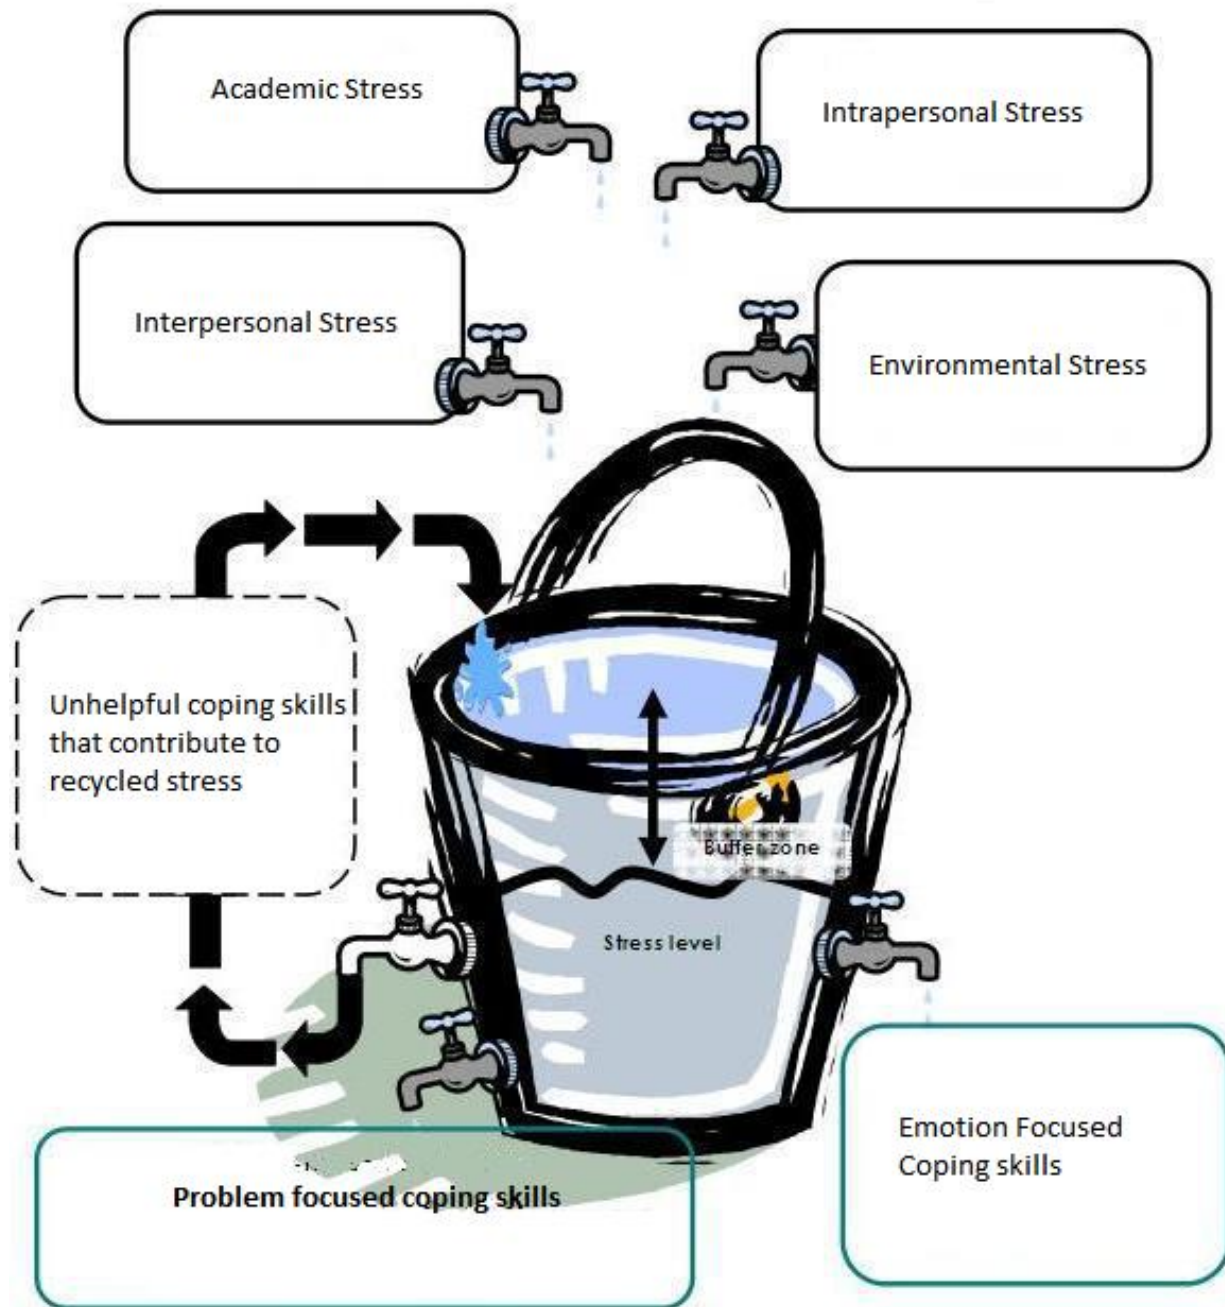 Academic Stress
Intrapersonal Stress
Interpersonal Stress
Environmental Stress
Unhelpful coping skills
that contribute to
recycled stress
Buffer zone
Stress level
Emotion Focused
Coping skills
Problem focused coping skills